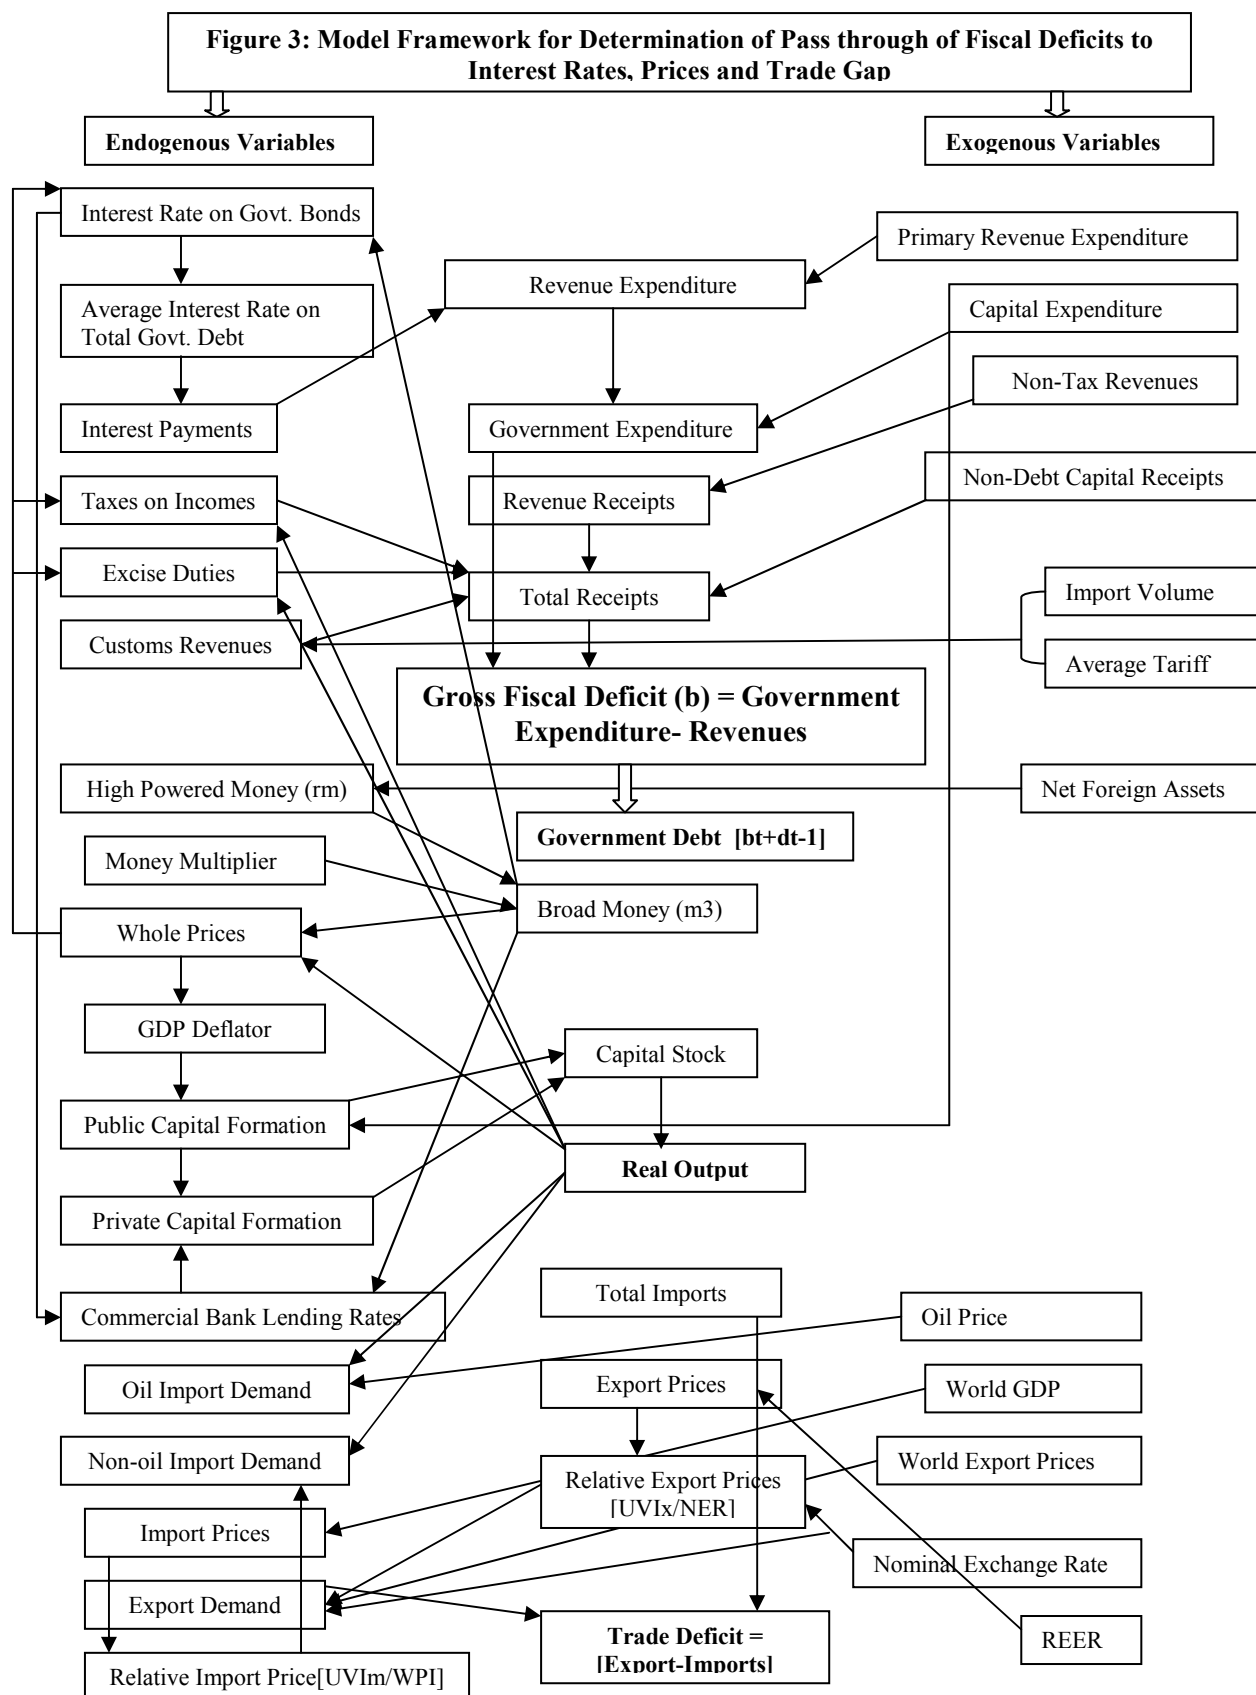 Figure 3: Model Framework for Determination of Pass through of Fiscal Deficits to
Interest Rates, Prices and Trade Gap
Endogenous Variables
Exogenous Variables
Interest Rate on Govt. Bonds
Primary Revenue Expenditure
Revenue Expenditure
Average Interest Rate on
Total Govt. Debt
Capital Expenditure
Non-Tax Revenues
Interest Payments
Government Expenditure
Non-Debt Capital Receipts
Taxes on Incomes
Revenue Receipts
Excise Duties
Total Receipts
Import Volume
Customs Revenues
Average Tariff
Gross Fiscal Deficit (b) = Government
Expenditure- Revenues
High Powered Money (rm)
Net Foreign Assets
Government Debt [bt+dt-1]
Money Multiplier
Broad Money (m3)
Whole Prices
GDP Deflator
Capital Stock
Public Capital Formation
Real Output
Private Capital Formation
Total Imports
Commercial Bank Lending Rates
Oil Price
Oil Import Demand
Export Prices
World GDP
Non-oil Import Demand
World Export Prices
Relative Export Prices
[UVIx/NER]
Import Prices
Nominal Exchange Rate
Export Demand
Trade Deficit =
[Export-Imports]
REER
Relative Import Price[UVIm/WPI]